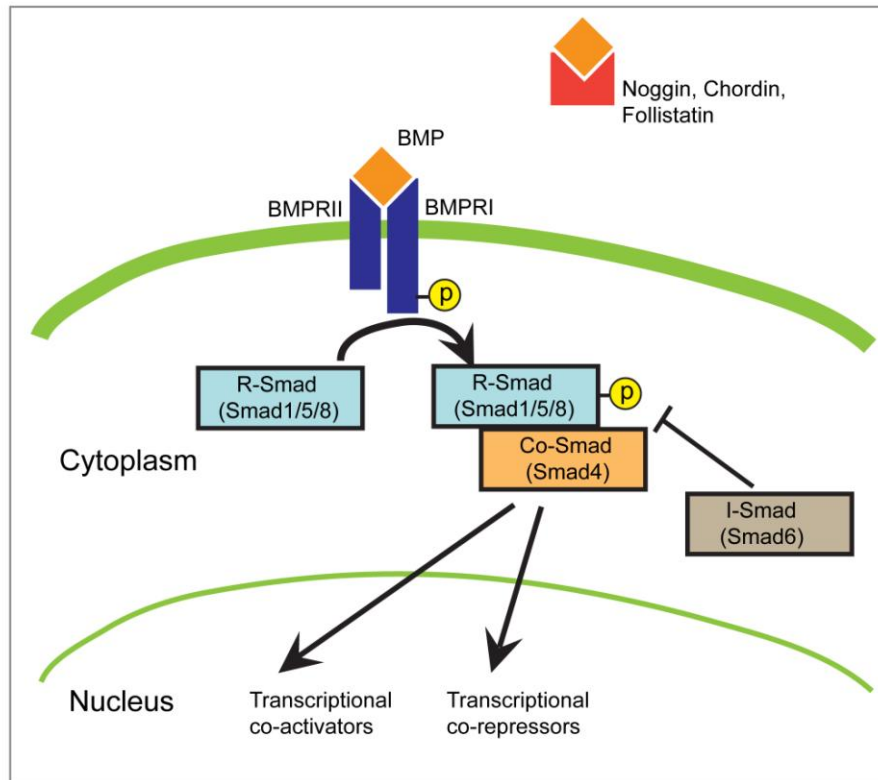 Noggin, Chordin,
Follistatin
BMP
BMPRII
BMPRI
p
R-Smad
(Smad1/5/8)
R-Smad
(Smad1/5/8)
p
Co-Smad
(Smad4)
Cytoplasm
I-Smad
(Smad6)
Nucleus
Transcriptional
co-activators
Transcriptional
co-repressors